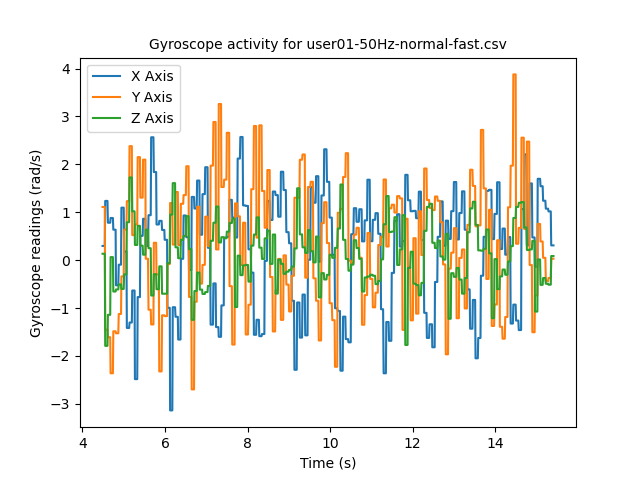 Gyroscope activity for user01-50Hz-normal-fast.csv
X Axis
Y Axis
Z Axis
Gyroscope readings (rad/s)
4
3
2
1
0
−1
−2
−3
4
6
8
10
12
14
Time (s)